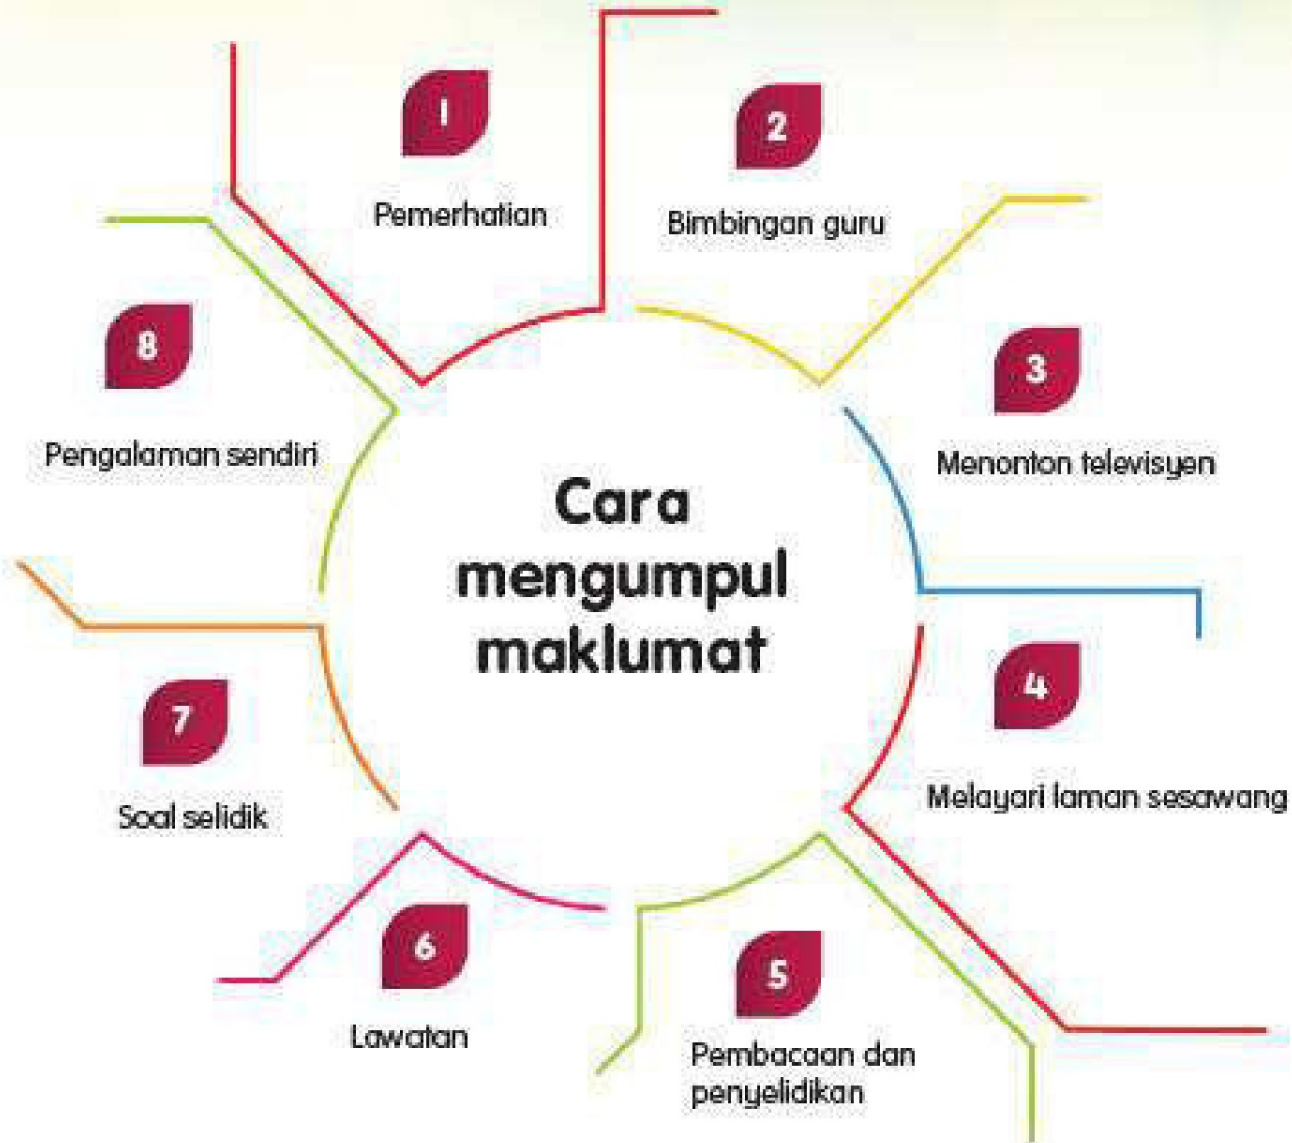 Cara
mengumpul
maklumat
1
Pemerhatian
2
Bimbingan guru
3
Menonton televisyen
4
Melayari laman sesawang
5
Pembacaan dan
penyelidikan
6
Lawatan
7
Soal selidik
8
Pengalaman sendiri